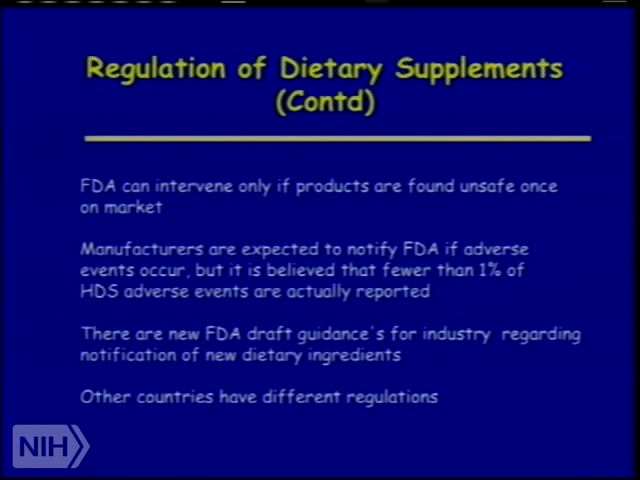 Regulation of Dietary Supplements
(Contd)
FDA can intervene only if products are found unsafe once
on market
Manufacturers are expected to notify FDA if adverse
events occur, but it is believed that fewer than 1% of
HDS adverse events are actually reported
There are new FDA draft guidance's for industry regarding
notification of new dietary ingredients
Other countries have different regulations
NIH